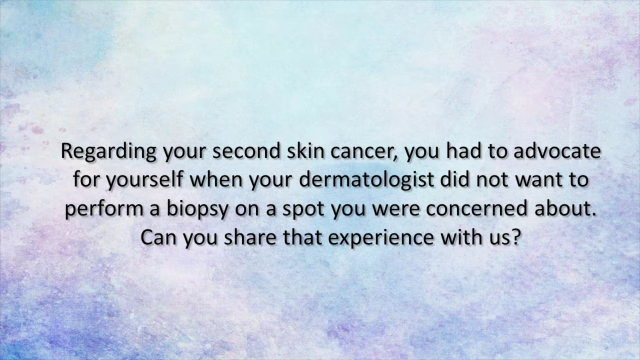 Regarding your second skin cancer, you had to advocate
for yourself when your dermatologist did not want to
perform a biopsy on a spot you were concerned about.
Can you share that experience with us?